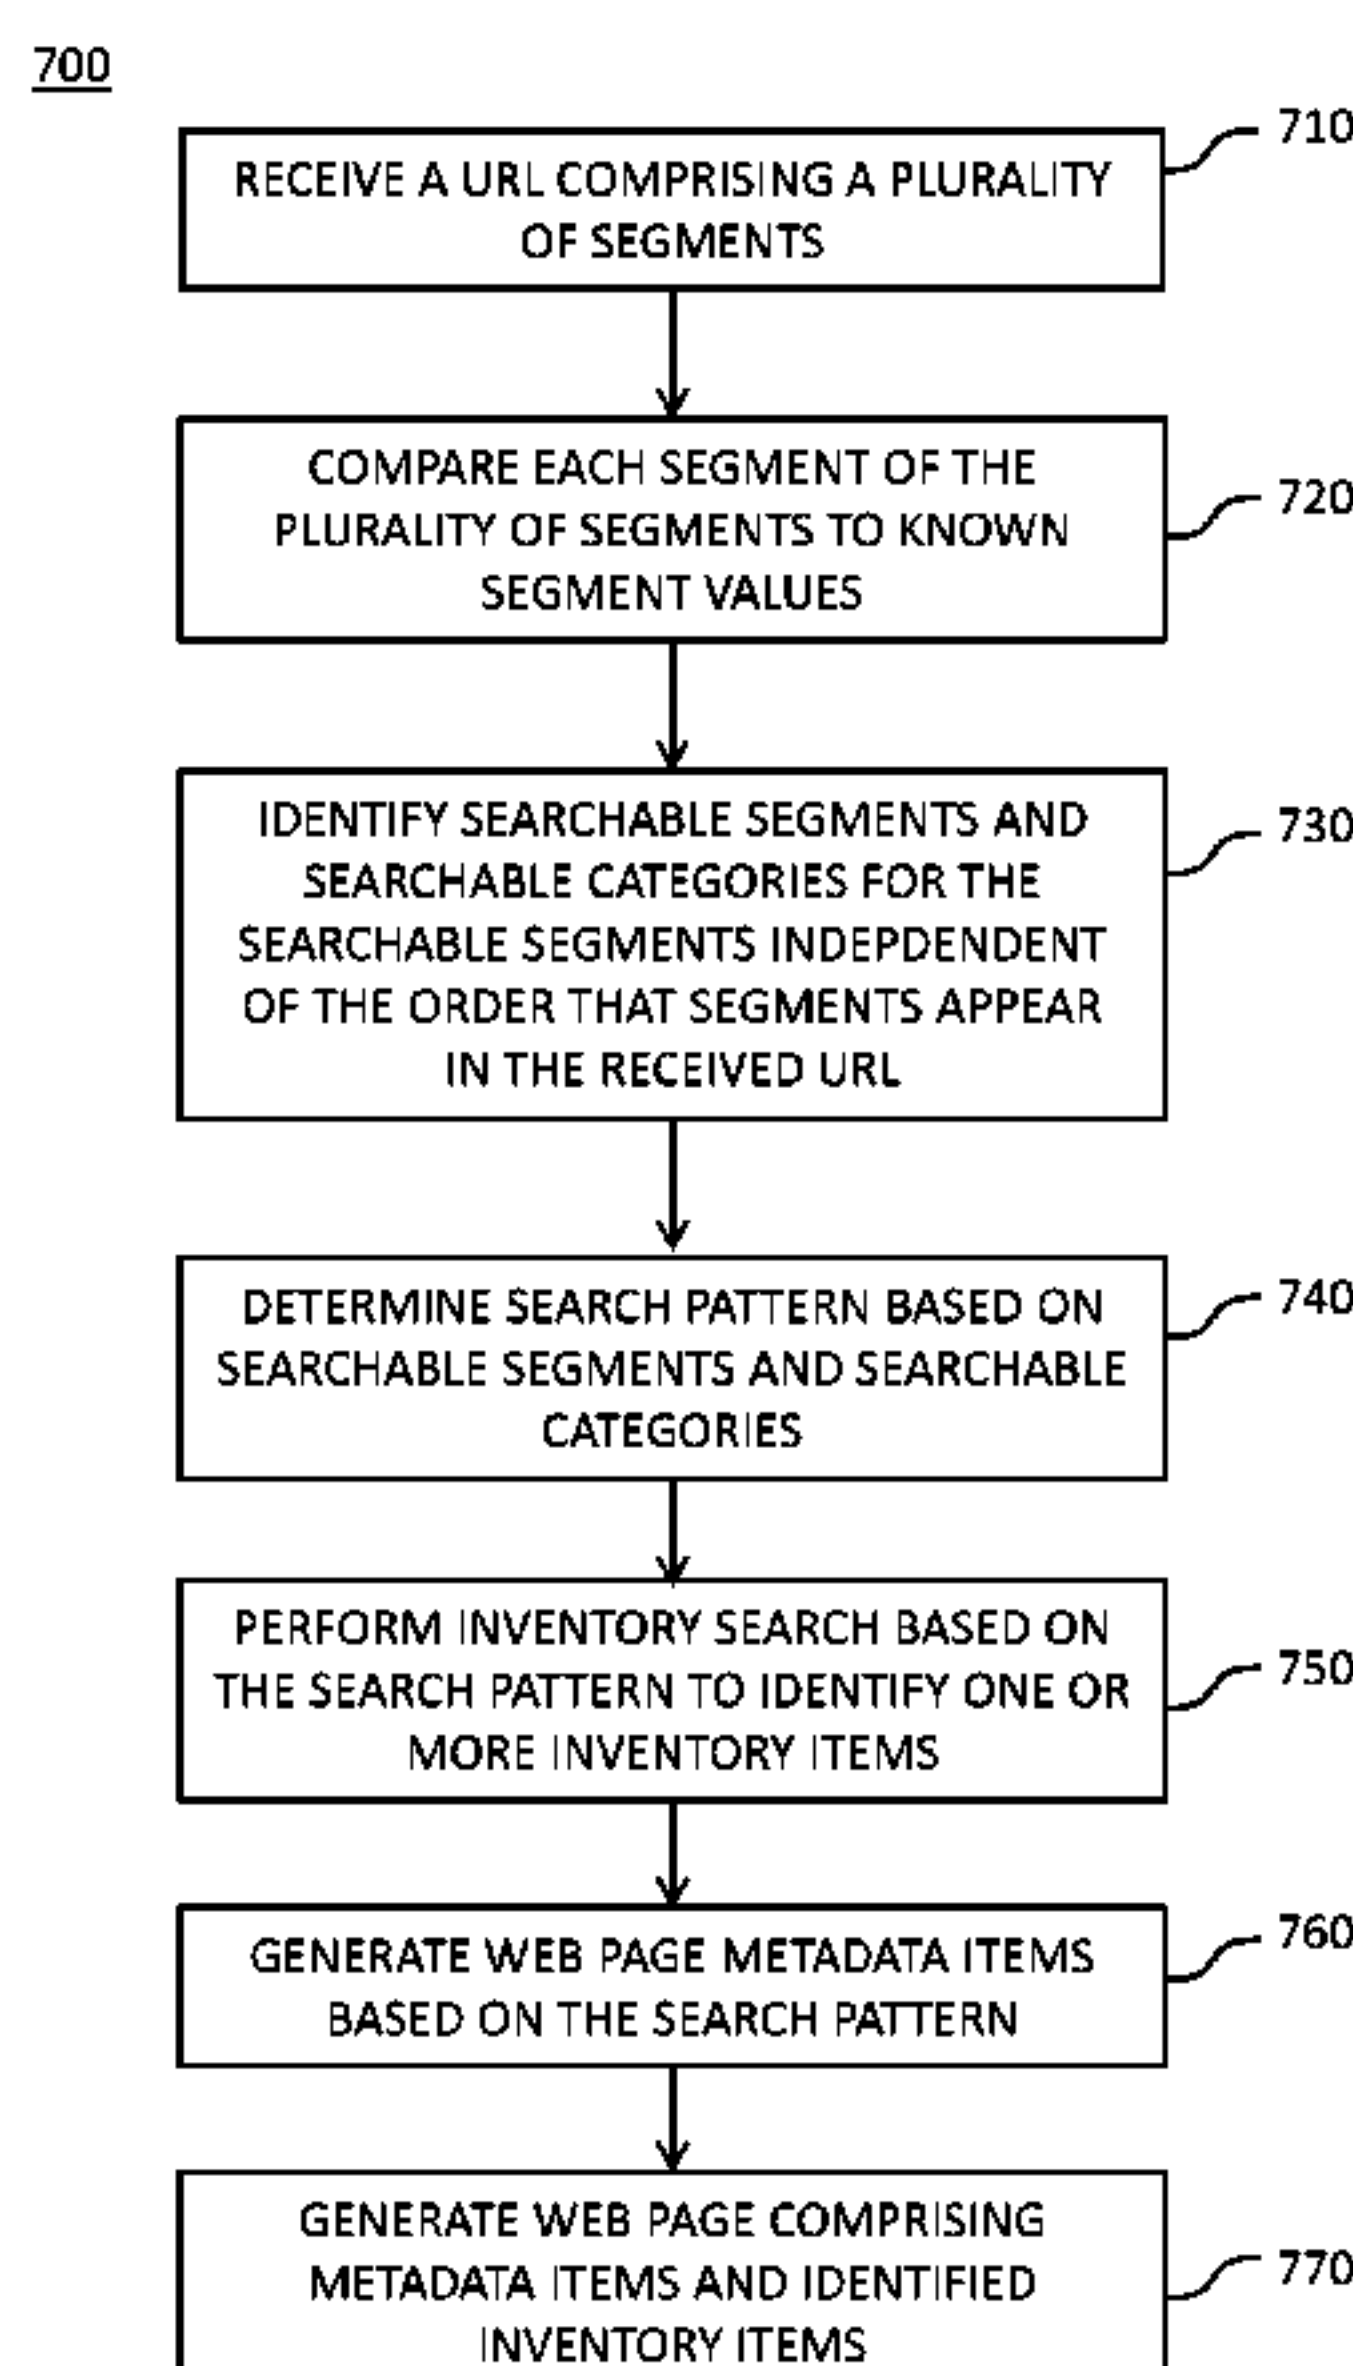 700
710
RECEIVE A URL COMPRISING A PLURALITY
OF SEGMENTS
720
COMPARE EACH SEGMENT OF THE
PLURALITY OF SEGMENTS TO KNOWN
SEGMENT VALUES
730
IDENTIFY SEARCHABLE SEGMENTS AND
SEARCHABLE CATEGORIES FOR THE
SEARCHABLE SEGMENTS INDEPDENDENT
OF THE ORDER THAT SEGMENTS APPEAR
IN THE RECEIVED URL
740
DETERMINE SEARCH PATTERN BASED ON
SEARCHABLE SEGMENTS AND SEARCHABLE
CATEGORIES
750
PERFORM INVENTORY SEARCH BASED ON
THE SEARCH PATTERN TO IDENTIFY ONE OR
MORE INVENTORY ITEMS
760
GENERATE WEB PAGE METADATA ITEMS
BASED ON THE SEARCH PATTERN
770
GENERATE WEB PAGE COMPRISING
METADATA ITEMS AND IDENTIFIED
INVENTORY ITEMS